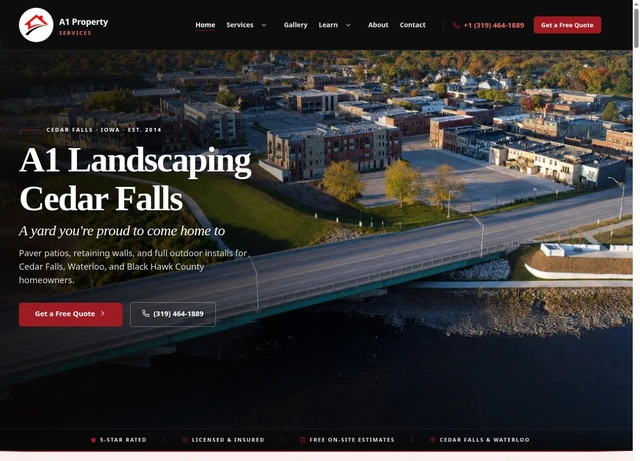 A1 Property
SERVICES
Home Services Gallery Learn About Contact +1 (319) 464-1889 Get a Free Quote
CEDAR FALLS · IOWA · EST. 2014
A1 Landscaping
Cedar Falls
A yard you're proud to come home to
Paver patios, retaining walls, and full outdoor installs for
Cedar Falls, Waterloo, and Black Hawk County
homeowners.
Get a Free Quote (319) 464-1889
5-STAR RATED LICENSED & INSURED FREE ON-SITE ESTIMATES CEDAR FALLS & WATERLOO